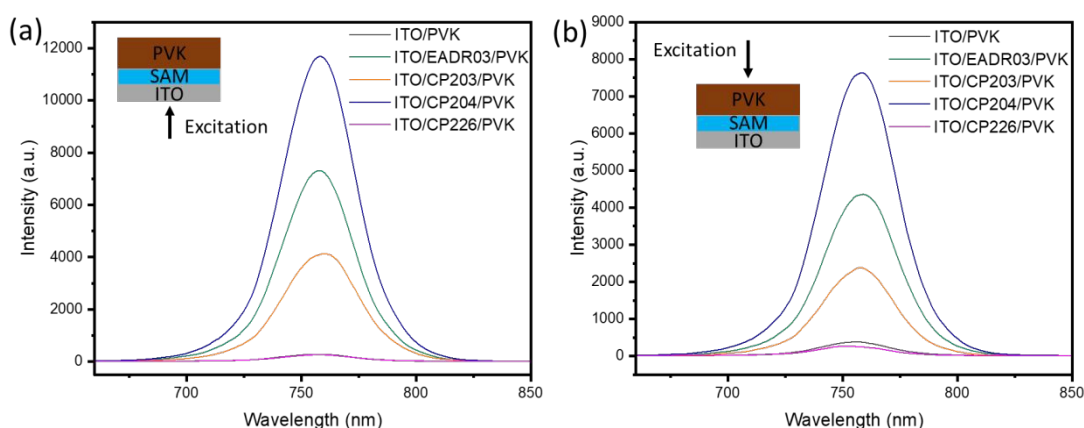 (a)
12000
10000
8000
6000
4000
2000
0
Intensity (a.u.)
PVK
SAM
ITO
Excitation
ITO/PVK
ITO/EADR03/PVK
ITO/CP203/PVK
ITO/CP204/PVK
ITO/CP226/PVK
700
750
800
850
Wavelength (nm)
(b)
9000
8000
7000
6000
5000
4000
3000
2000
1000
0
Intensity (a.u.)
Excitation
PVK
SAM
ITO
ITO/PVK
ITO/EADR03/PVK
ITO/CP203/PVK
ITO/CP204/PVK
ITO/CP226/PVK
700
750
800
850
Wavelength (nm)